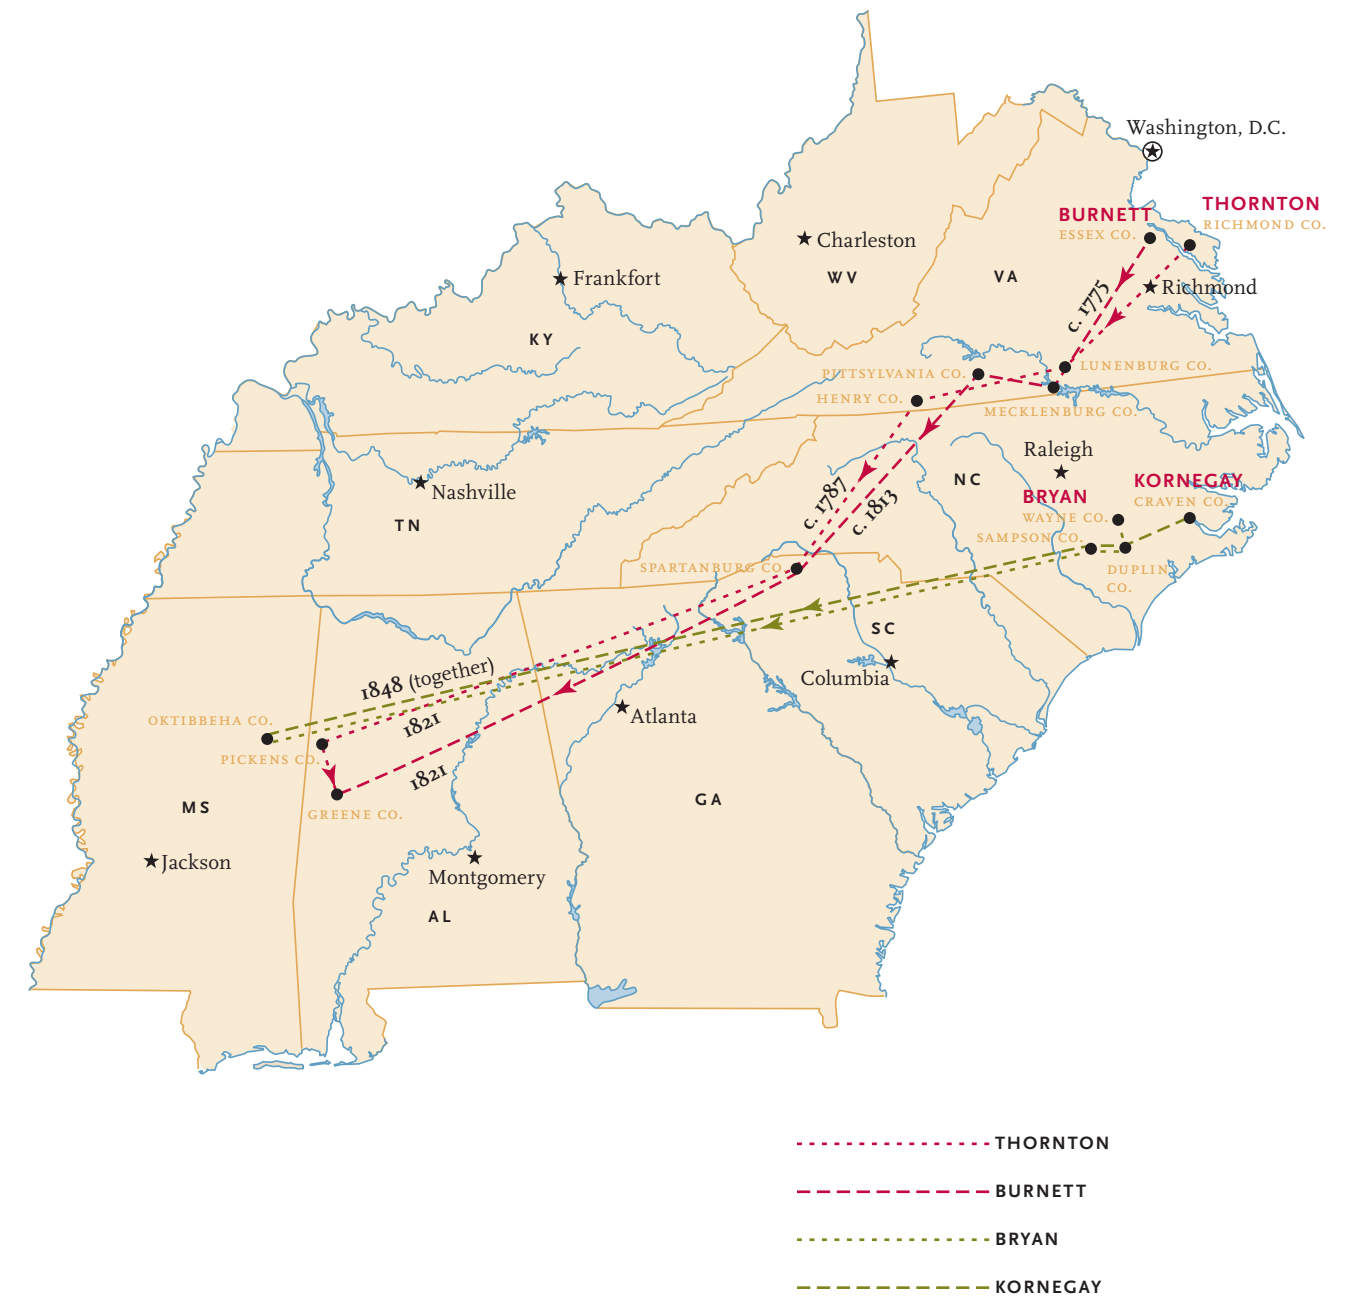 Washington, D.C.
THORNTON
RICHMOND CO.
BURNETT
ESSEX CO.
Charleston
WV
VA
Frankfort
KY
Richmond
c. 1775
LUNENBURG CO.
PITTSYLVANIA CO.
HENRY CO.
MECKLENBURG CO.
Raleigh
NC
KORNEGAY
CRAVEN CO.
BRYAN
WAYNE CO.
SAMPSON CO.
DUPLIN
CO.
Nashville
TN
c. 1787
c. 1813
SPARTANBURG CO.
SC
Columbia
1848 (together)
1821
1821
OKTIBBEHA CO.
PICKENS CO.
GREENE CO.
Atlanta
GA
MS
Jackson
Montgomery
AL
THORNTON
BURNETT
BRYAN
KORNEGAY